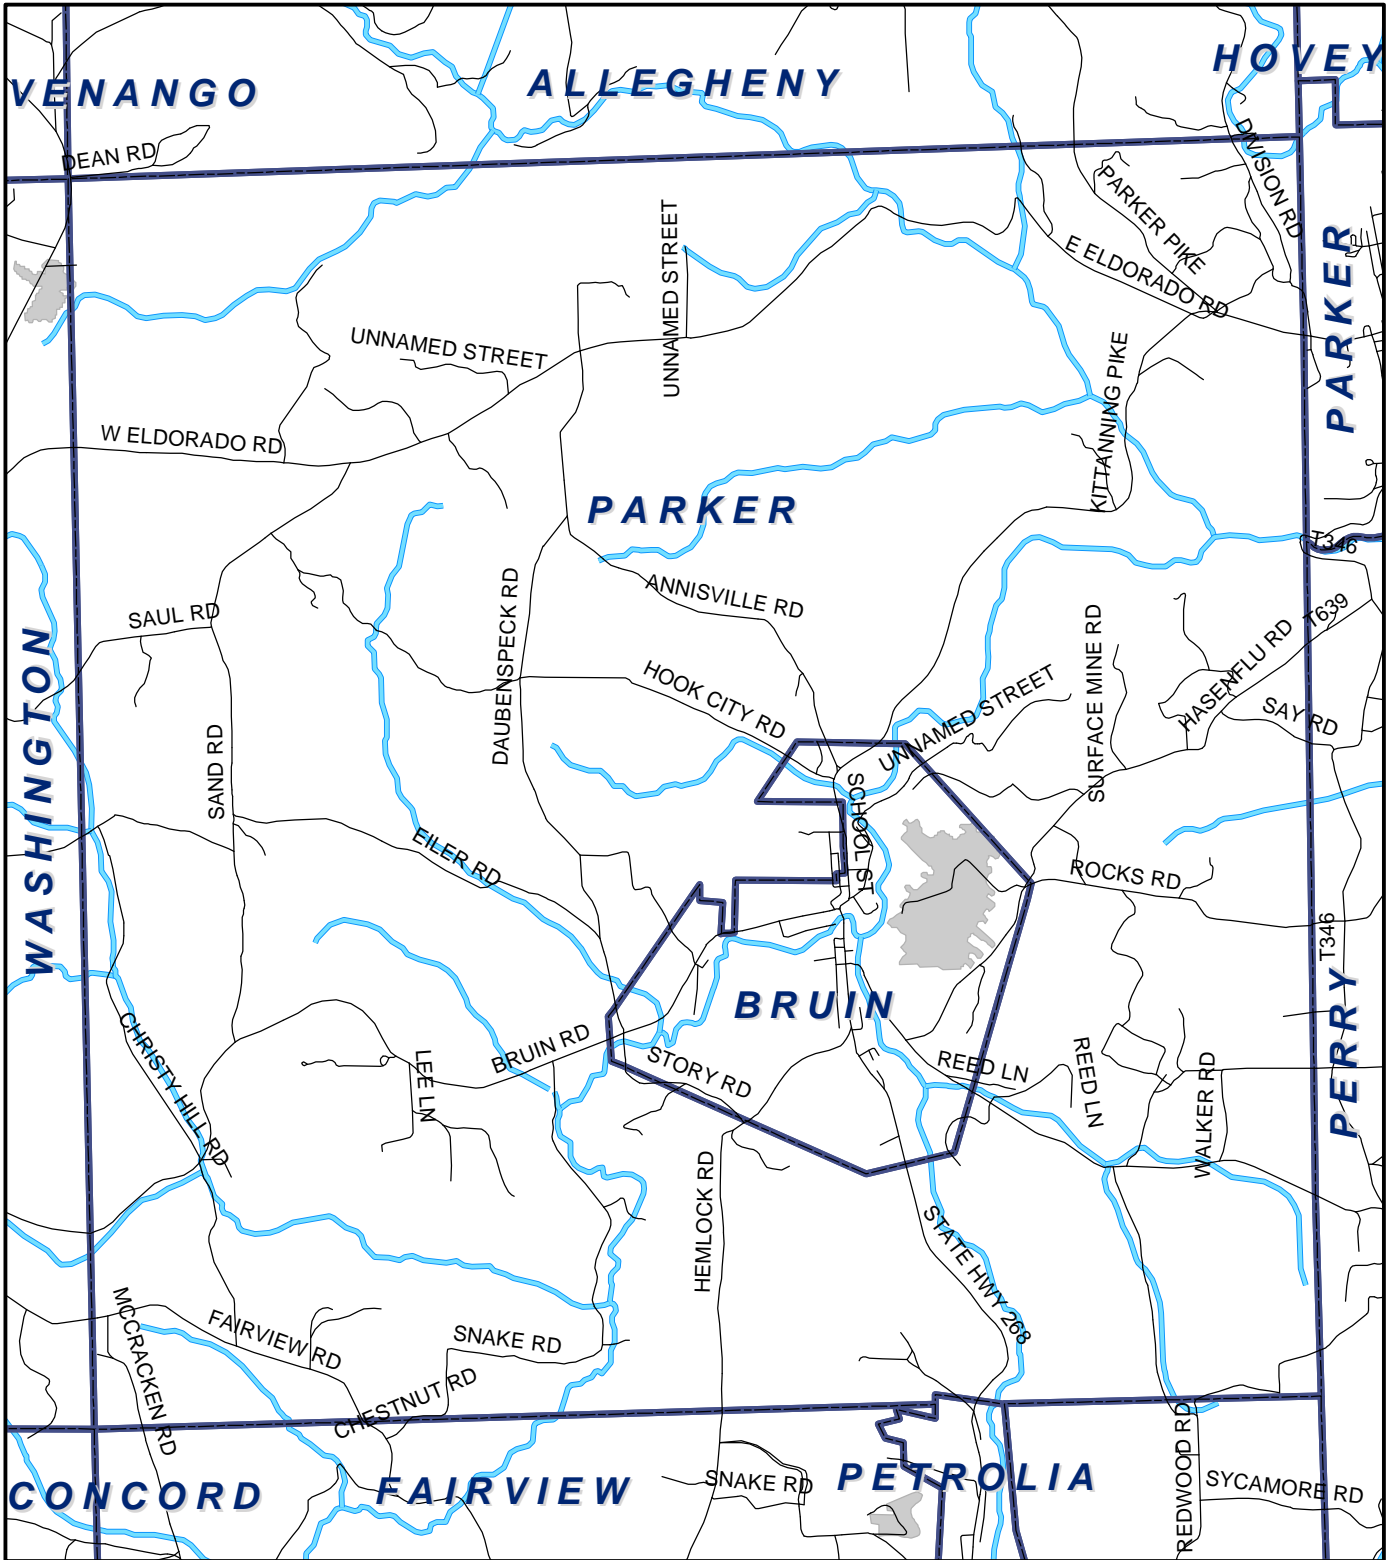 HOVEY
VENANGO
ALLEGHENY
DEAN RD
DIVISION RD
PARKER PIKE
UNNAMED STREET
E ELDORADO RD
PARKER
UNNAMED STREET
KITTANNING PIKE
W ELDORADO RD
PARKER
T346
ANNISVILLE RD
DAUBENSPECK RD
SAUL RD
T639
HASENFLU RD
SURFACE MINE RD
WASHINGTON
HOOK CITY RD
UNNAMED STREET
SAY RD
SAND RD
SCHOOL ST
EILER RD
ROCKS RD
T346
BRUIN
PERRY
CHRISTY HILL RD
BRUIN RD
LEE LN
STORY RD
REED LN
REED LN
WALKER RD
HEMLOCK RD
STATE HWY 268
MCCRACKEN RD
FAIRVIEW RD
SNAKE RD
CHESTNUT RD
REDWOOD RD
CONCORD
FAIRVIEW
SNAKE RD
PETROLIA
SYCAMORE RD